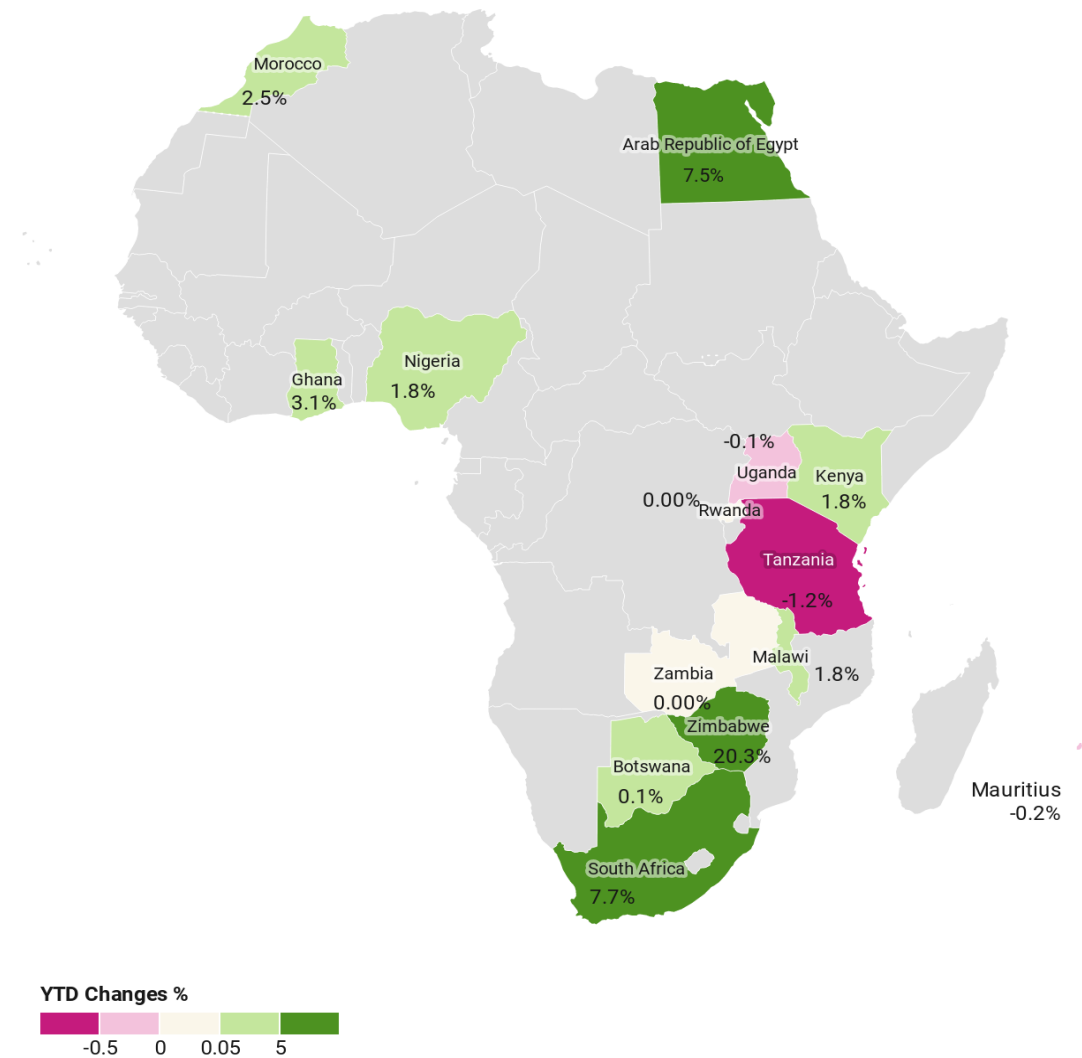 Morocco
2.5%
Arab Republic of Egypt
7.5%
Nigeria
1.8%
Ghana
3.1%
-0.1%
Uganda
Kenya
1.8%
0.00%
Rwanda
Tanzania
-1.2%
Malawi
1.8%
Zambia
0.00%
Zimbabwe
20.3%
Botswana
0.1%
Mauritius
-0.2%
South Africa
7.7%
YTD Changes %
-0.5 0 0.05 5